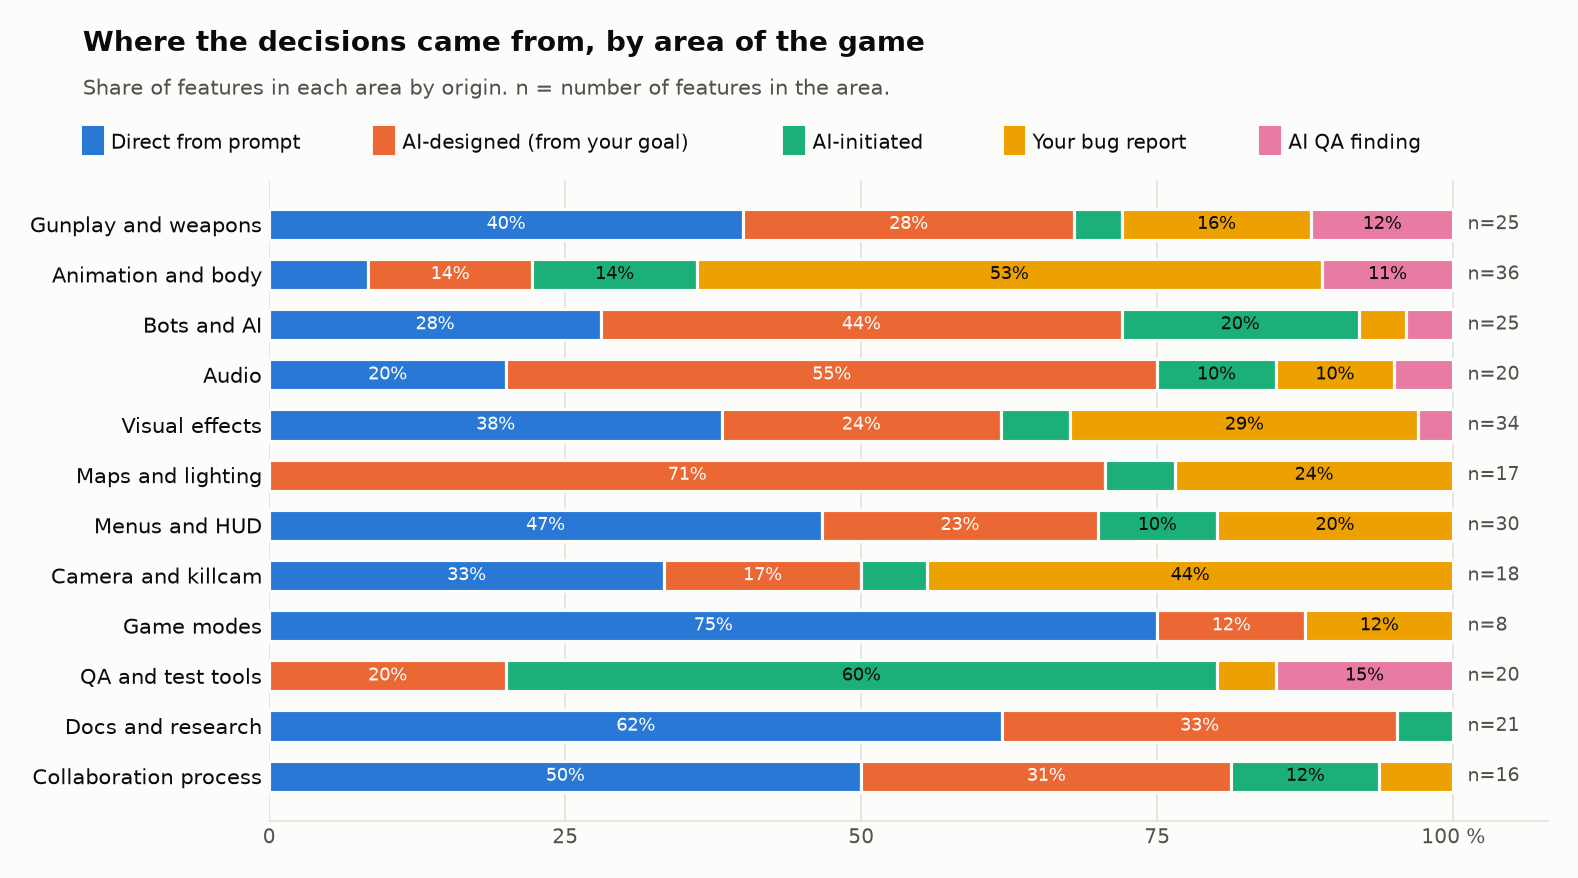 Where the decisions came from, by area of the game
Share of features in each area by origin. n = number of features in the area.
Direct from prompt AI-designed (from your goal) AI-initiated Your bug report AI QA finding
Gunplay and weapons 40% 28% 16% 12% n=25
Animation and body 14% 14% 53% 11% n=36
Bots and AI 28% 44% 20% n=25
Audio 20% 55% 10% 10% n=20
Visual effects 38% 24% 29% n=34
Maps and lighting 71% 24% n=17
Menus and HUD 47% 23% 10% 20% n=30
Camera and killcam 33% 17% 44% n=18
Game modes 75% 12% 12% n=8
QA and test tools 20% 60% 15% n=20
Docs and research 62% 33% n=21
Collaboration process 50% 31% 12% n=16
0 25 50 75 100 %